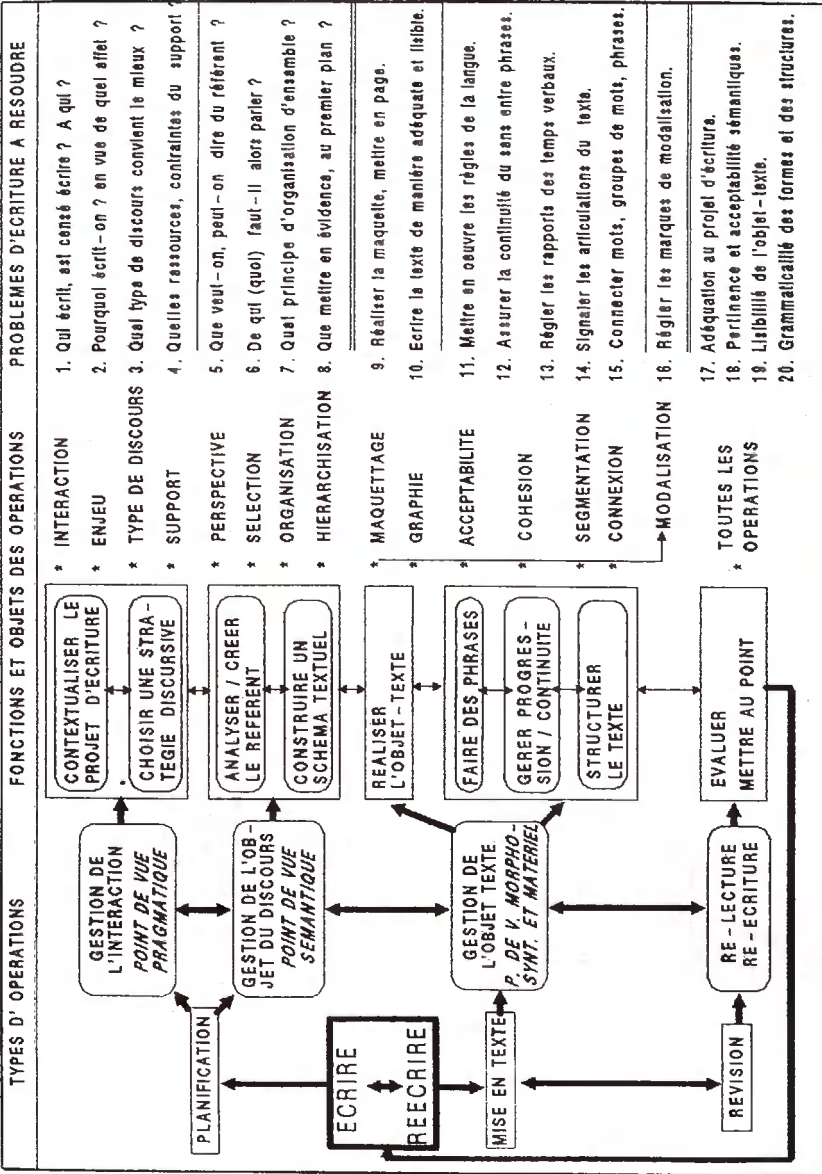 TYPES D' OPERATIONS
FONCTIONS ET OBJETS DES OPERATIONS
PROBLEMES D'ECRITURE A RESOUDRE
ECRIRE
REECRIRE
PLANIFICATION
MISE EN TEXTE
REVISION
GESTION DE
L'INTERACTION
POINT DE VUE
PRAGMATIQUE
GESTION DE L'OB-
JET DU DISCOURS
POINT DE VUE
SEMANTIQUE
GESTION DE
L'OBJET TEXTE.
P. DE V. MORPHO-
SYNT. ET MATERIEL
RE-LECTURE
RE-ECRITURE
CONTEXTUALISER LE
PROJET D'ECRITURE
CHOISIR UNE STRA-
TEGIE DISCURSIVE
ANALYSER / CREER
LE REFERENT
CONSTRUIRE UN
SCHEMA TEXTUEL
REALISER
L'OBJET-TEXTE
FAIRE DES PHRASES
GERER PROGRES-
SION / CONTINUITE
STRUCTURER
LE TEXTE
EVALUER
METTRE AU POINT
* INTERACTION
* ENJEU
* TYPE DE DISCOURS
* SUPPORT
* PERSPECTIVE
* SELECTION
* ORGANISATION
* HIERARCHISATION
* MAQUETTAGE
* GRAPHIE
* ACCEPTABILITE
* COHESION
* SEGMENTATION
* CONNEXION
MODALISATION
* TOUTES LES
OPERATIONS
1. Qui écrit, est censé écrire ? A qui ?
2. Pourquoi écrit-on ? en vue de quel effet ?
3. Quel type de discours convient le mieux ?
4. Quelles ressources, contraintes du support ?
5. Que veut-on, peut-on dire du référent ?
6. De qui (quoi) faut-il alors parler ?
7. Quel principe d'organisation d'ensemble ?
8. Que mettre en évidence, au premier plan ?
9. Réaliser la maquette, mettre en page.
10. Ecrire le texte de manière adéquate et lisible.
11. Mettre en oeuvre les règles de la langue.
12. Assurer la continuité du sens entre phrases.
13. Régler les rapports des temps verbaux.
14. Signaler les articulations du texte.
15. Connecter mots, groupes de mots, phrases.
16. Régler les marques de modalisation.
17. Adéquation au projet d'écriture.
18. Pertinence et acceptabilité sémantiques.
19. Lisibilité de l'objet-texte.
20. Grammaticalité des formes et des structures.